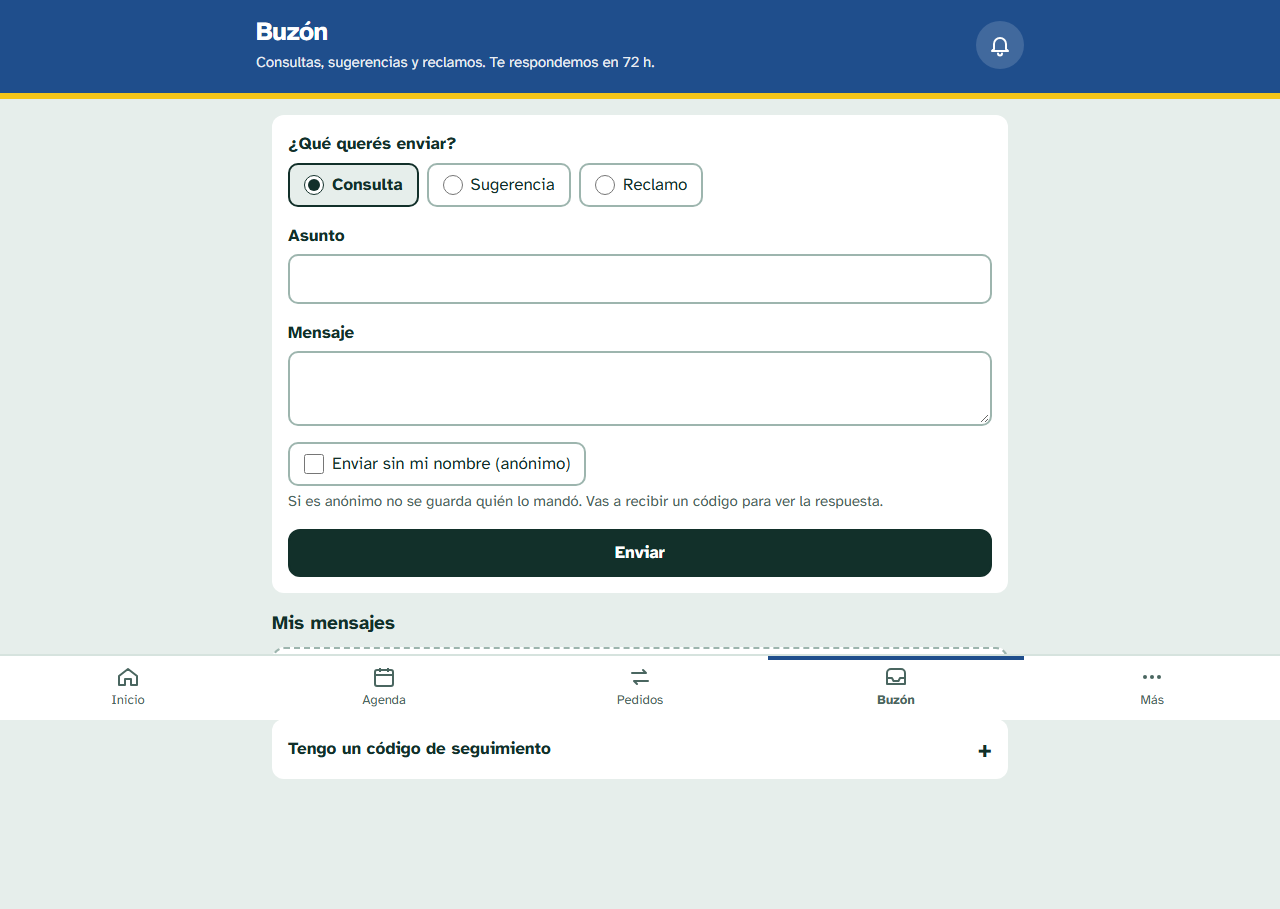 Buzón
Consultas, sugerencias y reclamos. Te respondemos en 72 h.
¿Qué querés enviar?
Consulta
Sugerencia
Reclamo
Asunto
Mensaje
Enviar sin mi nombre (anónimo)
Si es anónimo no se guarda quién lo mandó. Vas a recibir un código para ver la respuesta.
Enviar
Mis mensajes
Inicio
Agenda
Pedidos
Buzón
Más
Tengo un código de seguimiento
+